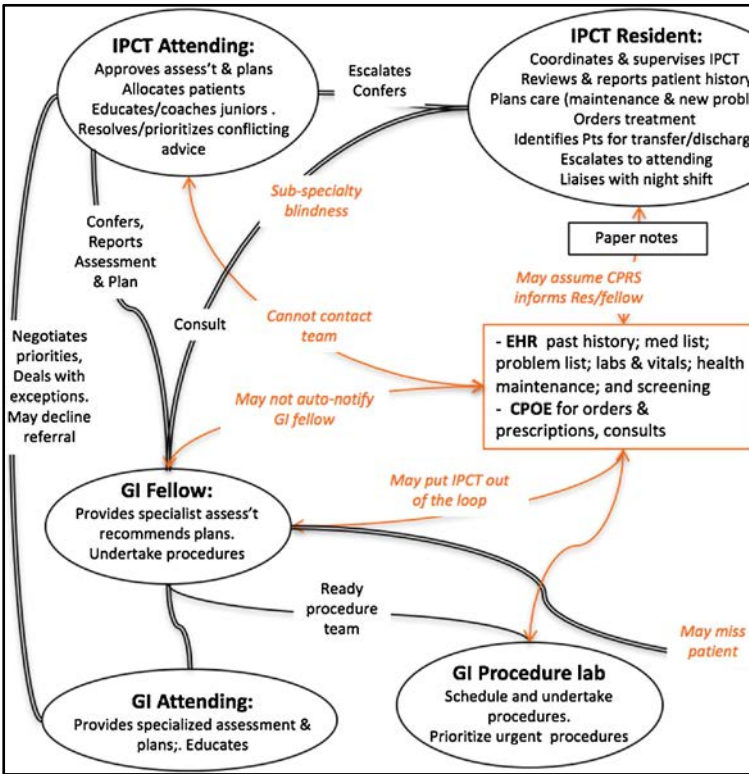 IPCT Attending:
Approves assess't & plans
Allocates patients
Educates/coaches juniors .
Resolves/prioritizes conflicting
advice
Escalates
Confers
IPCT Resident:
Coordinates & supervises IPCT
Reviews & reports patient history
Plans care (maintenance & new proble
Orders treatment
Identifies Pts for transfer/discharg
Escalates to attending
Liaises with night shift
Sub-specialty
blindness
Paper notes
Confers,
Reports
Assessment
& Plan
May assume CPRS
informs Res/fellow
Consult
Cannot contact
team
Negotiates
priorities,
Deals with
exceptions.
May decline
referral
- EHR past history; med list;
problem list; labs & vitals; health
maintenance; and screening
- CPOE for orders &
prescriptions, consults
May not auto-notify
GI fellow
May put IPCT out
of the loop
GI Fellow:
Provides specialist assess't
recommends plans.
Undertake procedures
Ready
procedure
team
May miss
patient
GI Procedure lab
Schedule and undertake
procedures.
Prioritize urgent procedures
GI Attending:
Provides specialized assessment &
plans;. Educates